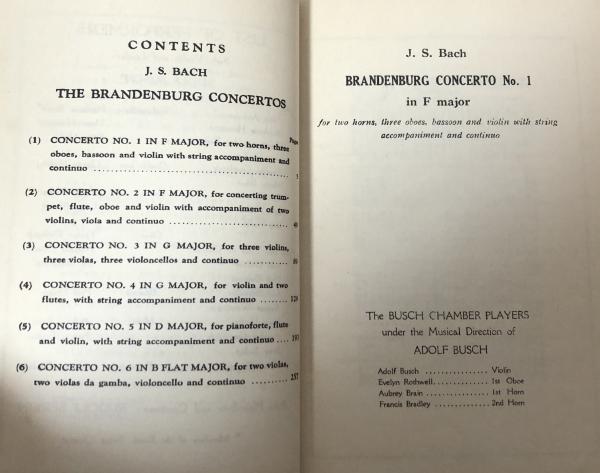 CONTENTS
J. S. BACH
THE BRANDENBURG CONCERTOS
Page
(1) CONCERTO NO. 1 IN F MAJOR, for two horns, three
oboes, bassoon and violin with string accompaniment and
continuo .......................................... 5
(2) CONCERTO NO. 2 IN F MAJOR, for concerting trum-
pet, flute, oboe and violin with accompaniment of two
violins, viola and continuo ......................
(3) CONCERTO NO. 3 IN G MAJOR, for three violins,
three violas, three violoncellos and continuo ........
(4) CONCERTO NO. 4 IN G MAJOR, for violin and two
flutes, with string accompaniment and continuo ........ 129
(5) CONCERTO NO. 5 IN D MAJOR, for pianoforte, flute
and violin, with string accompaniment and continuo .... 193
(6) CONCERTO NO. 6 IN B FLAT MAJOR, for two violas,
two violas da gamba, violoncello and continuo .......... 257
J. S. Bach
BRANDENBURG CONCERTO No. 1
in F major
for two horns, three oboes, bassoon and violin with string
accompaniment and continuo
The BUSCH CHAMBER PLAYERS
under the Musical Direction of
ADOLF BUSCH
Adolf Busch ................ Violin
Evelyn Rothwell.............. 1st Oboe
Aubrey Brain ................ 1st Horn
Francis Bradley .............. 2nd Horn